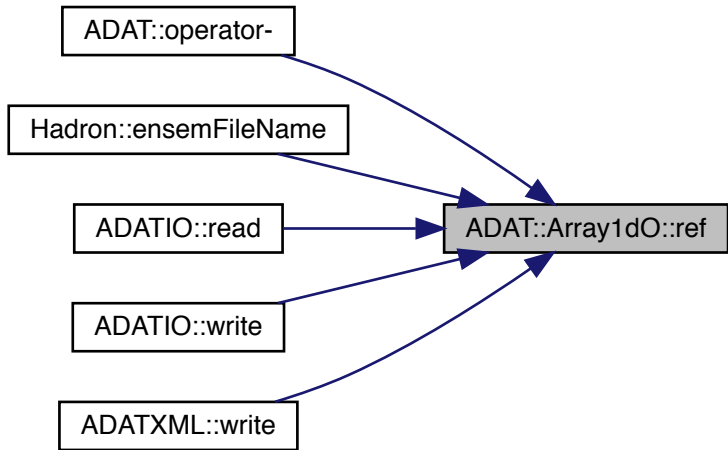 ADAT::operator-
Hadron::ensemFileName
ADATIO::read
ADAT::Array1dO::ref
ADATIO::write
ADATXML::write